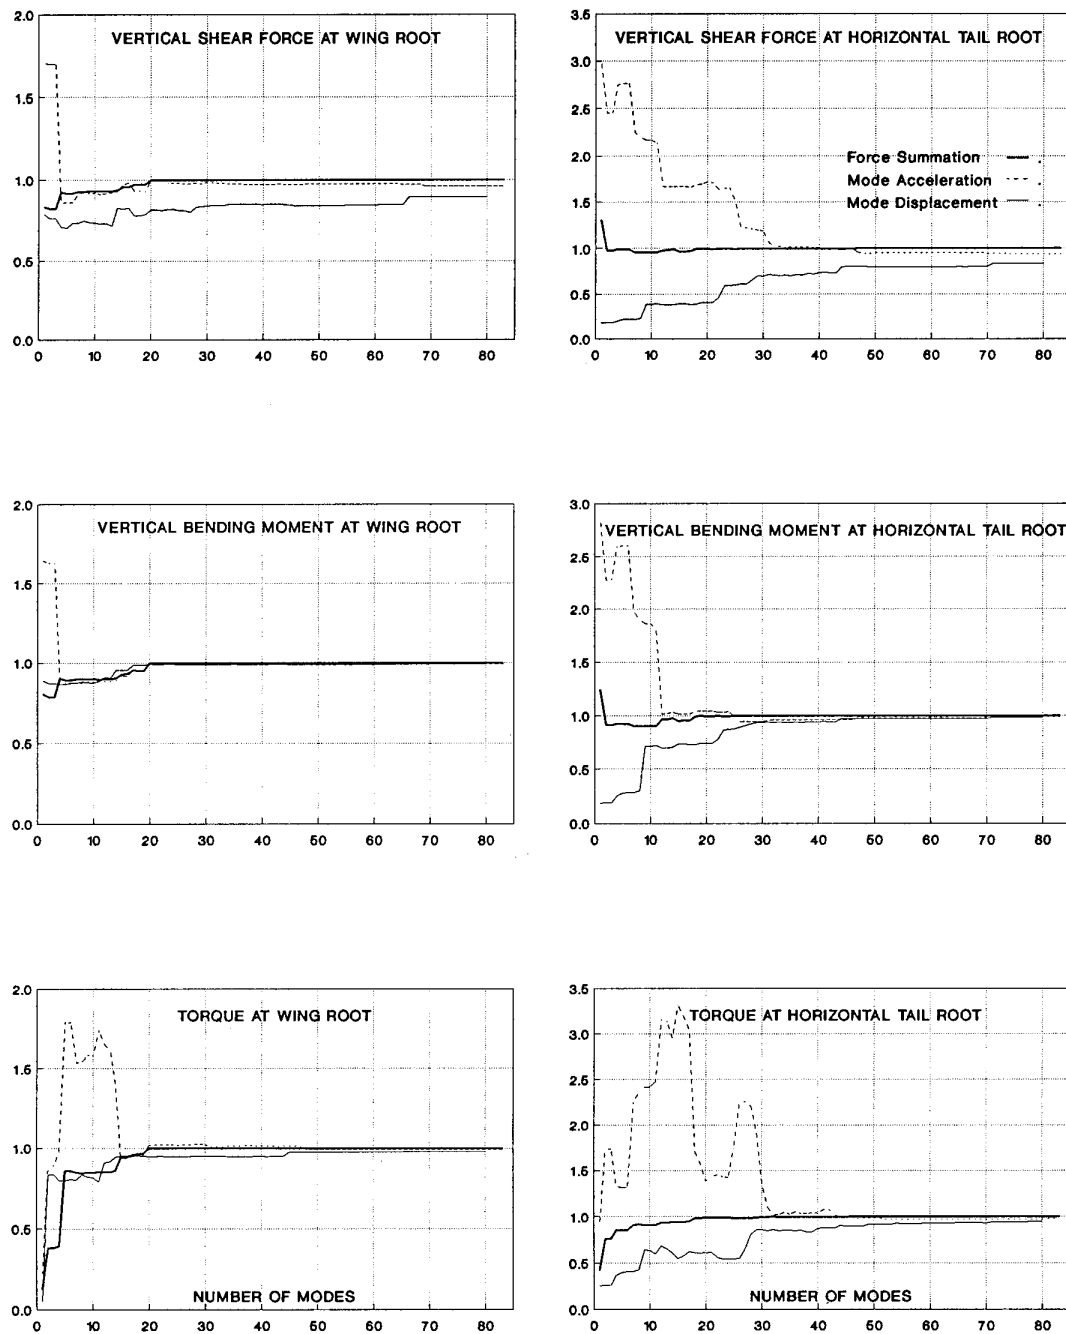 VERTICAL SHEAR FORCE AT WING ROOT
2.0
1.5
1.0
0.5
0.0
0 10 20 30 40 50 60 70 80
VERTICAL SHEAR FORCE AT HORIZONTAL TAIL ROOT
3.5
3.0
2.5
2.0
1.5
1.0
0.5
0.0
Force Summation
Mode Acceleration
Mode Displacement
0 10 20 30 40 50 60 70 80
VERTICAL BENDING MOMENT AT WING ROOT
2.0
1.5
1.0
0.5
0.0
0 10 20 30 40 50 60 70 80
VERTICAL BENDING MOMENT AT HORIZONTAL TAIL ROOT
3.0
2.5
2.0
1.5
1.0
0.5
0.0
0 10 20 30 40 50 60 70 80
TORQUE AT WING ROOT
2.0
1.5
1.0
0.5
0.0
NUMBER OF MODES
0 10 20 30 40 50 60 70 80
TORQUE AT HORIZONTAL TAIL ROOT
3.5
3.0
2.5
2.0
1.5
1.0
0.5
0.0
NUMBER OF MODES
0 10 20 30 40 50 60 70 80